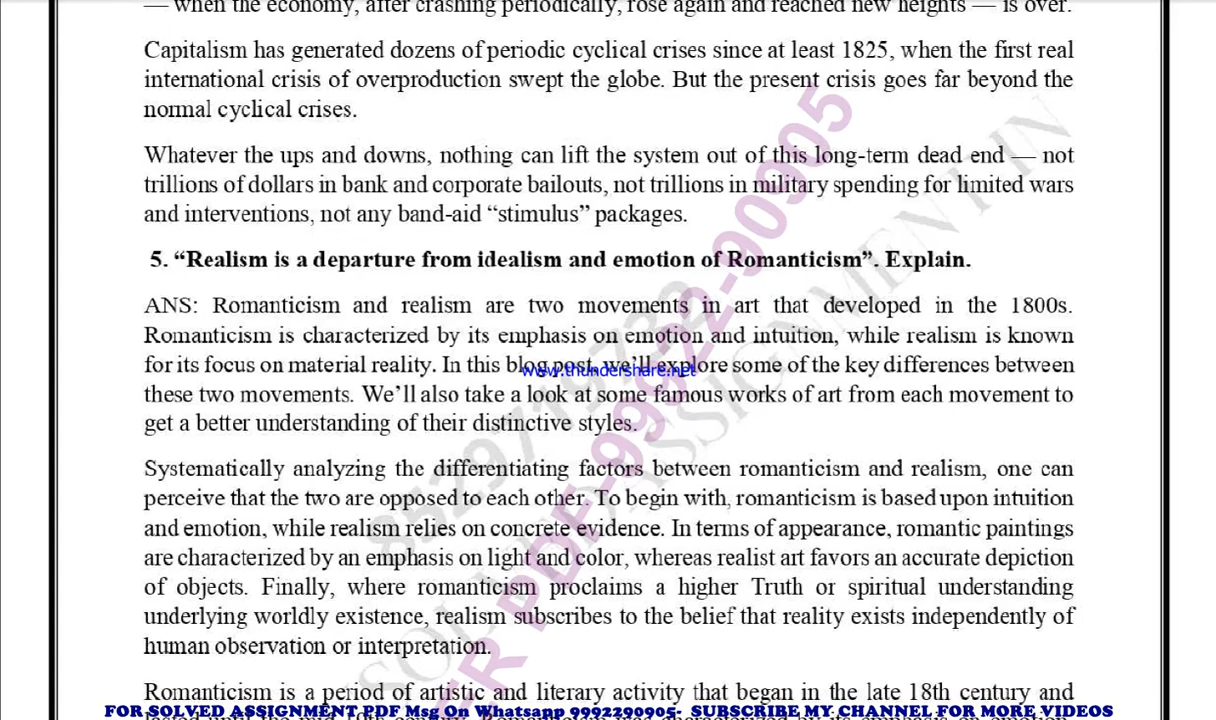 — when the economy, after crashing periodically, rose again and reached new heights — is over.
Capitalism has generated dozens of periodic cyclical crises since at least 1825, when the first real
international crisis of overproduction swept the globe. But the present crisis goes far beyond the
normal cyclical crises.
Whatever the ups and downs, nothing can lift the system out of this long-term dead end — not
trillions of dollars in bank and corporate bailouts, not trillions in military spending for limited wars
and interventions, not any band-aid “stimulus” packages.
5. “Realism is a departure from idealism and emotion of Romanticism”. Explain.
ANS: Romanticism and realism are two movements in art that developed in the 1800s.
Romanticism is characterized by its emphasis on emotion and intuition, while realism is known
for its focus on material reality. In this blog post, we’ll explore some of the key differences between
www.thundershare.net
these two movements. We’ll also take a look at some famous works of art from each movement to
get a better understanding of their distinctive styles.
Systematically analyzing the differentiating factors between romanticism and realism, one can
perceive that the two are opposed to each other. To begin with, romanticism is based upon intuition
and emotion, while realism relies on concrete evidence. In terms of appearance, romantic paintings
are characterized by an emphasis on light and color, whereas realist art favors an accurate depiction
of objects. Finally, where romanticism proclaims a higher Truth or spiritual understanding
underlying worldly existence, realism subscribes to the belief that reality exists independently of
human observation or interpretation.
Romanticism is a period of artistic and literary activity that began in the late 18th century and
FOR SOLVED ASSIGNMENT PDF Msg On Whatsapp 9992290905- SUBSCRIBE MY CHANNEL FOR MORE VIDEOS